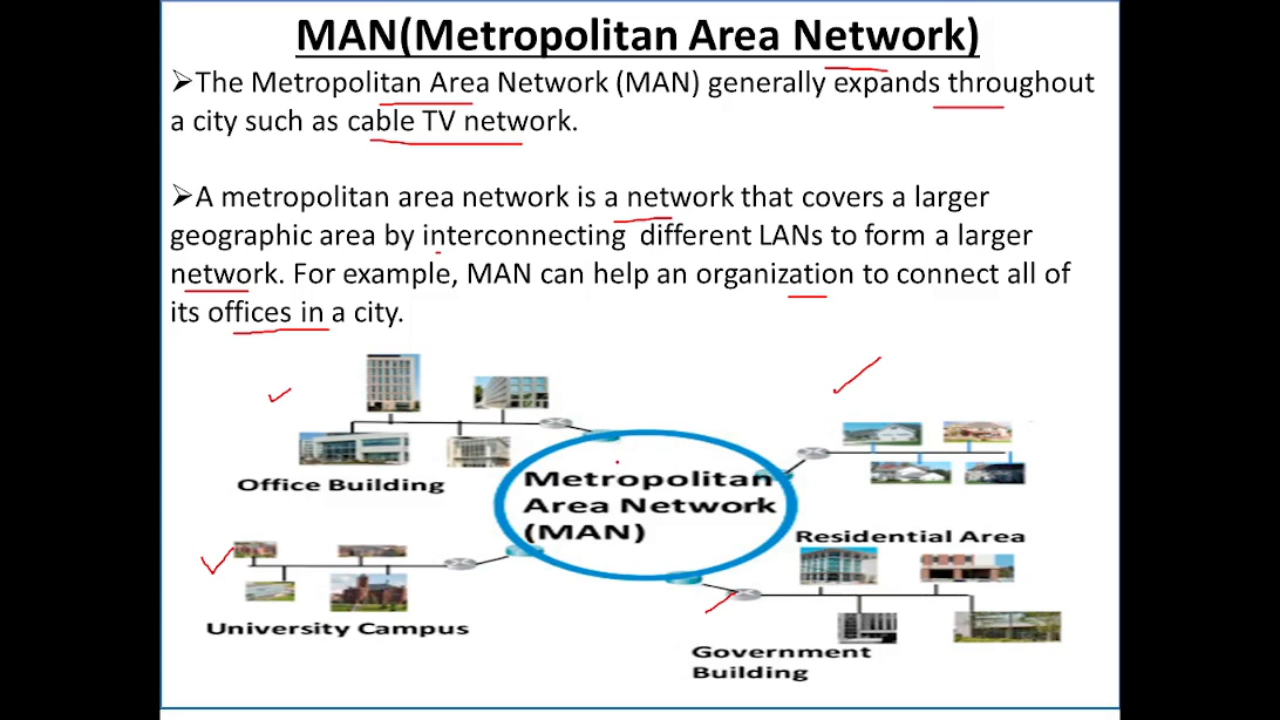 MAN(Metropolitan Area Network)
➢The Metropolitan Area Network (MAN) generally expands throughout
a city such as cable TV network.
➢A metropolitan area network is a network that covers a larger
geographic area by interconnecting different LANs to form a larger
network. For example, MAN can help an organization to connect all of
its offices in a city.
Office Building
Metropolitan
Area Network
(MAN)
Residential Area
University Campus
Government
Building